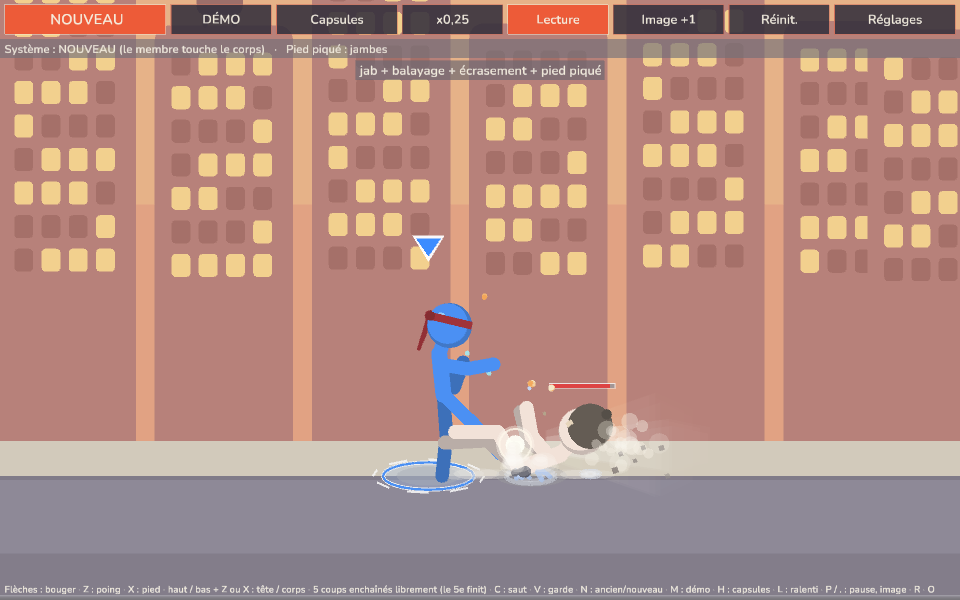 NOUVEAU DÉMO Capsules x0,25 Lecture Image +1 Réinit. Réglages
Système : NOUVEAU (le membre touche le corps) · Pied piqué : jambes
jab + balayage + écrasement + pied piqué
Flèches : bouger · Z : poing · X : pied · haut / bas + Z ou X : tête / corps · 5 coups enchaînés librement (le 5e finit) · C : saut · V : garde · N : ancien/nouveau · M : démo · H : capsules · L : ralenti · P / . : pause, image · R · O